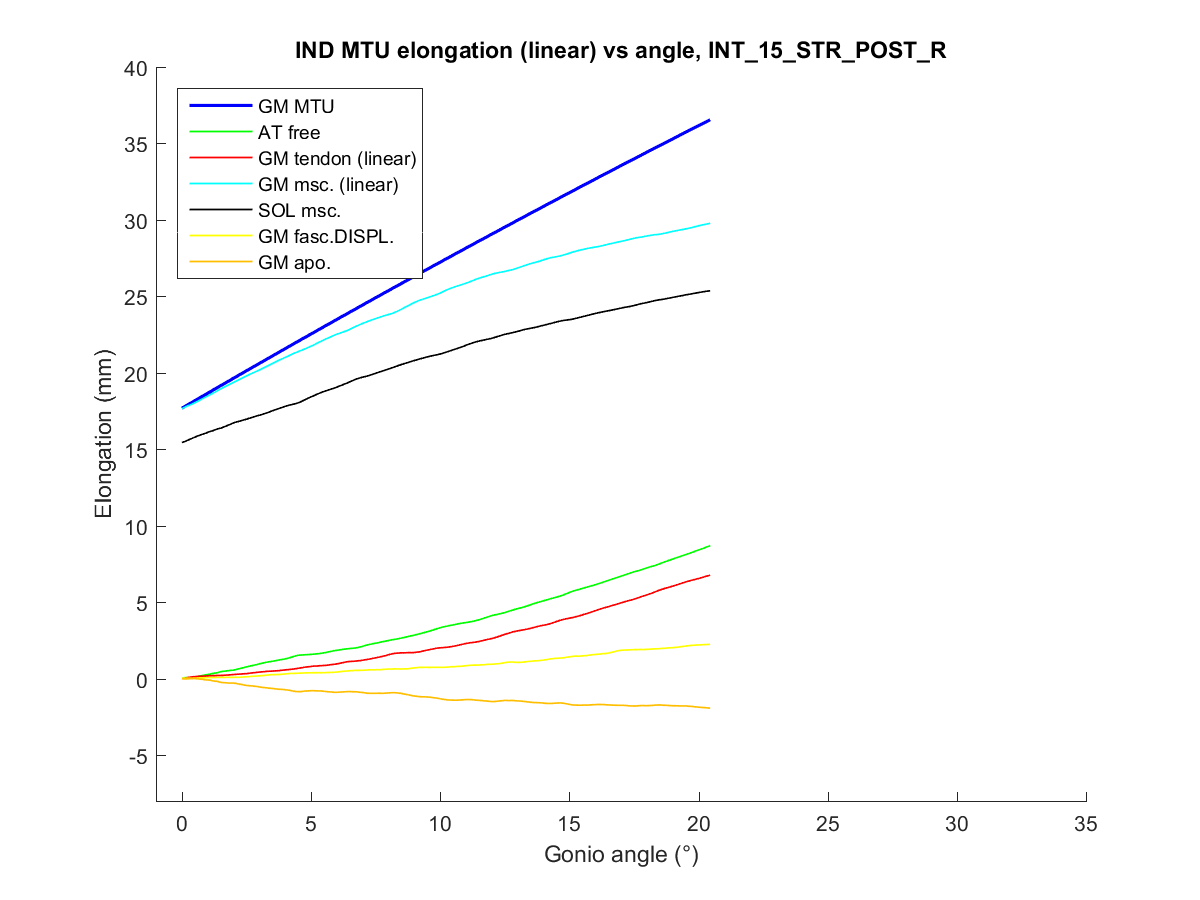 IND MTU elongation (linear) vs angle, INT_15_STR_POST_R
40
35
30
25
20
15
10
5
0
-5
Elongation (mm)
GM MTU
AT free
GM tendon (linear)
GM msc. (linear)
SOL msc.
GM fasc.DISPL.
GM apo.
0 5 10 15 20 25 30 35
Gonio angle (°)